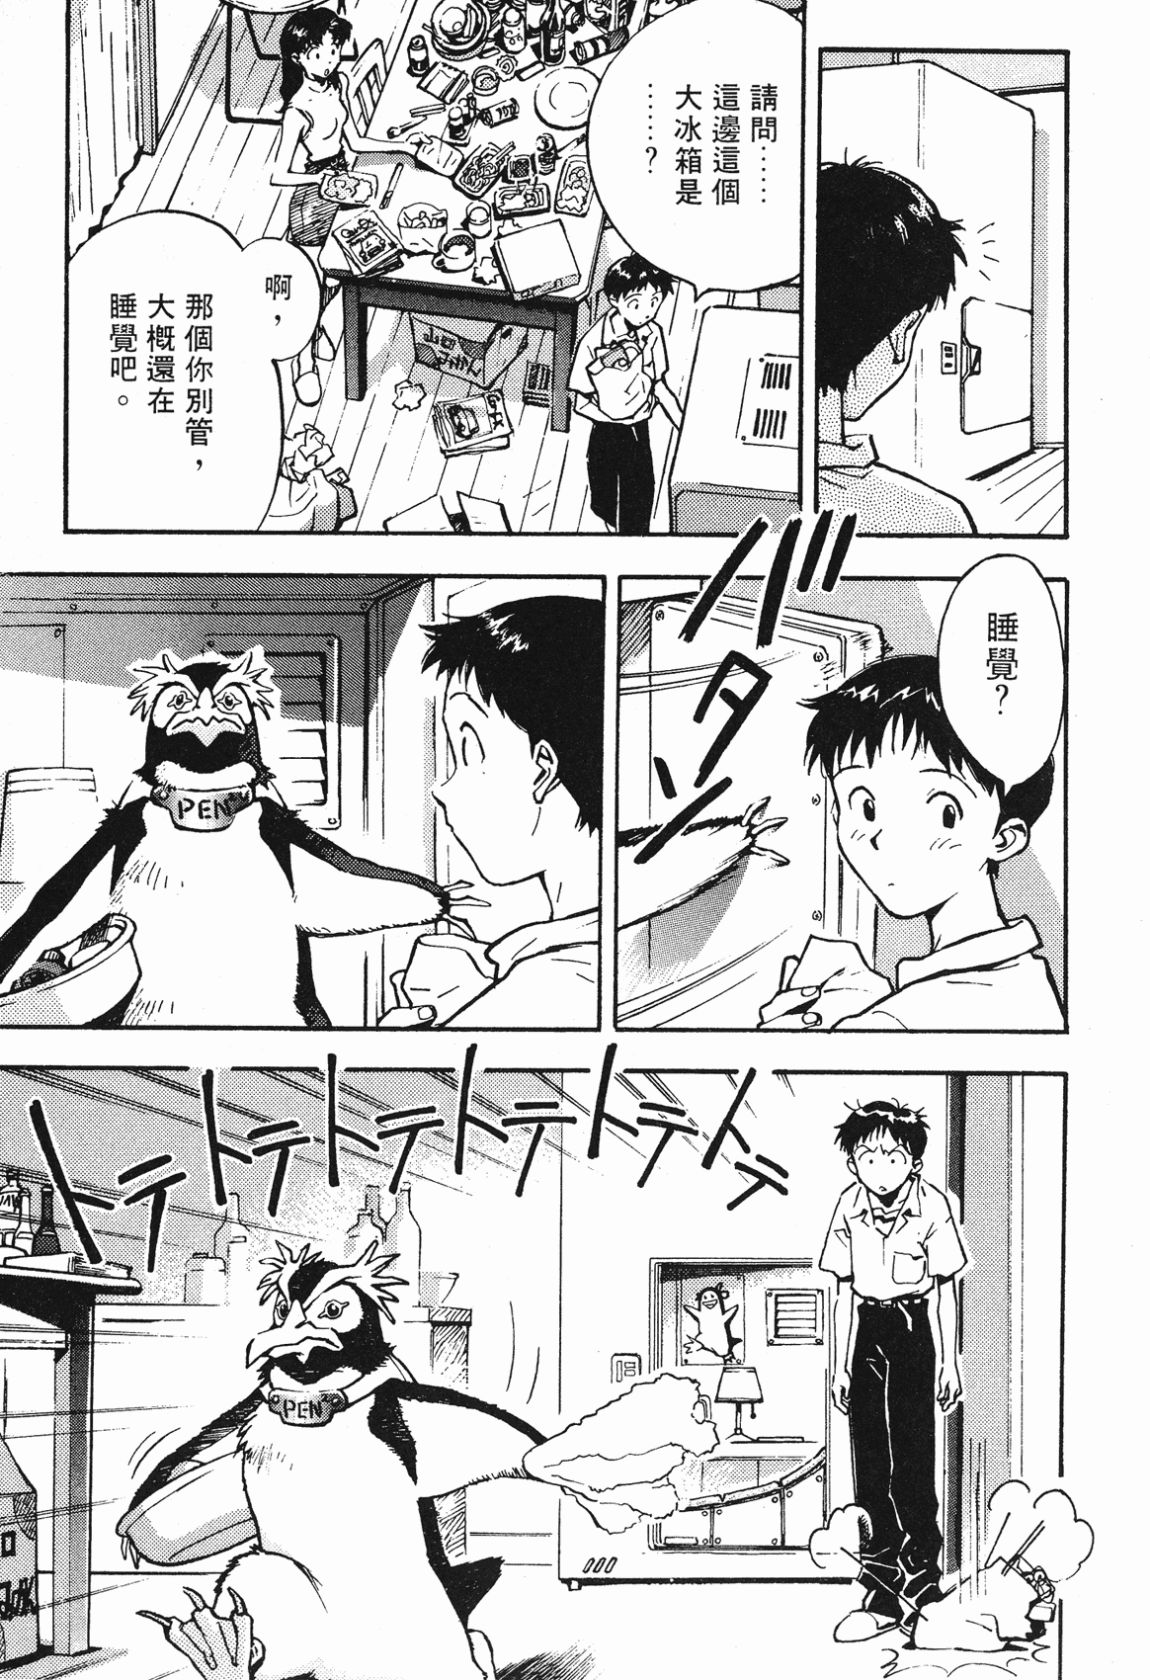 請問……
這邊這個
大冰箱是
……？
啊，
那個你別管，
大概還在
睡覺吧。
睡覺？
バタン
PEN
トテトテトテトテトテトテトテ
PEN